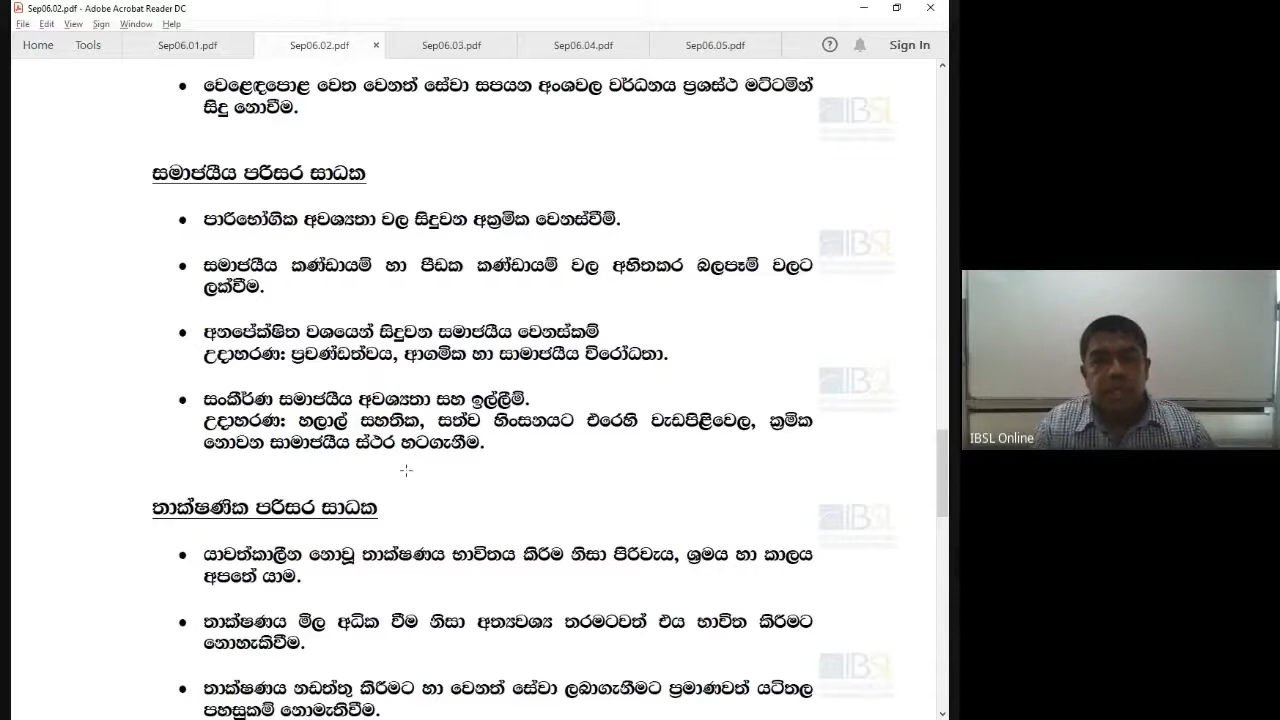 Sep06.02.pdf - Adobe Acrobat Reader DC
File Edit View Sign Window Help
Home Tools Sep06.01.pdf Sep06.02.pdf × Sep06.03.pdf Sep06.04.pdf Sep06.05.pdf Sign In
• වෙළෙඳපොළ වෙත වෙනත් සේවා සපයන අංශවල වර්ධනය ප්‍රශස්ථ මට්ටමින්
සිදු නොවීම.
IBSL
සමාජයීය පරිසර සාධක
• පාරිභෝගික අවශ්‍යතා වල සිදුවන අක්‍රමික වෙනස්වීම්.
IBSL
• සමාජයීය කණ්ඩායම් හා පීඩක කණ්ඩායම් වල අහිතකර බලපෑම් වලට
ලක්වීම.
• අනපේක්ෂිත වශයෙන් සිදුවන සමාජයීය වෙනස්කම්
උදාහරණ: ප්‍රචණ්ඩත්වය, ආගමික හා සාමාජයීය විරෝධතා.
IBSL
• සංකීර්ණ සමාජයීය අවශ්‍යතා සහ ඉල්ලීම්.
උදාහරණ: හලාල් සහතික, සත්ව හිංසනයට එරෙහි වැඩපිළිවෙල, ක්‍රමික
නොවන සාමාජයීය ස්ථර හටගැනීම.
IBSL Online
තාක්ෂණික පරිසර සාධක
IBSL
• යාවත්කාලීන නොවූ තාක්ෂණය භාවිතය කිරීම නිසා පිරිවැය, ශ්‍රමය හා කාලය
අපතේ යාම.
• තාක්ෂණය මිල අධික වීම නිසා අත්‍යවශ්‍ය තරමටවත් එය භාවිත කිරීමට
නොහැකිවීම.
IBSL
• තාක්ෂණය නඩත්තු කිරීමට හා වෙනත් සේවා ලබාගැනීමට ප්‍රමාණවත් යටිතල
පහසුකම් නොමැතිවීම.